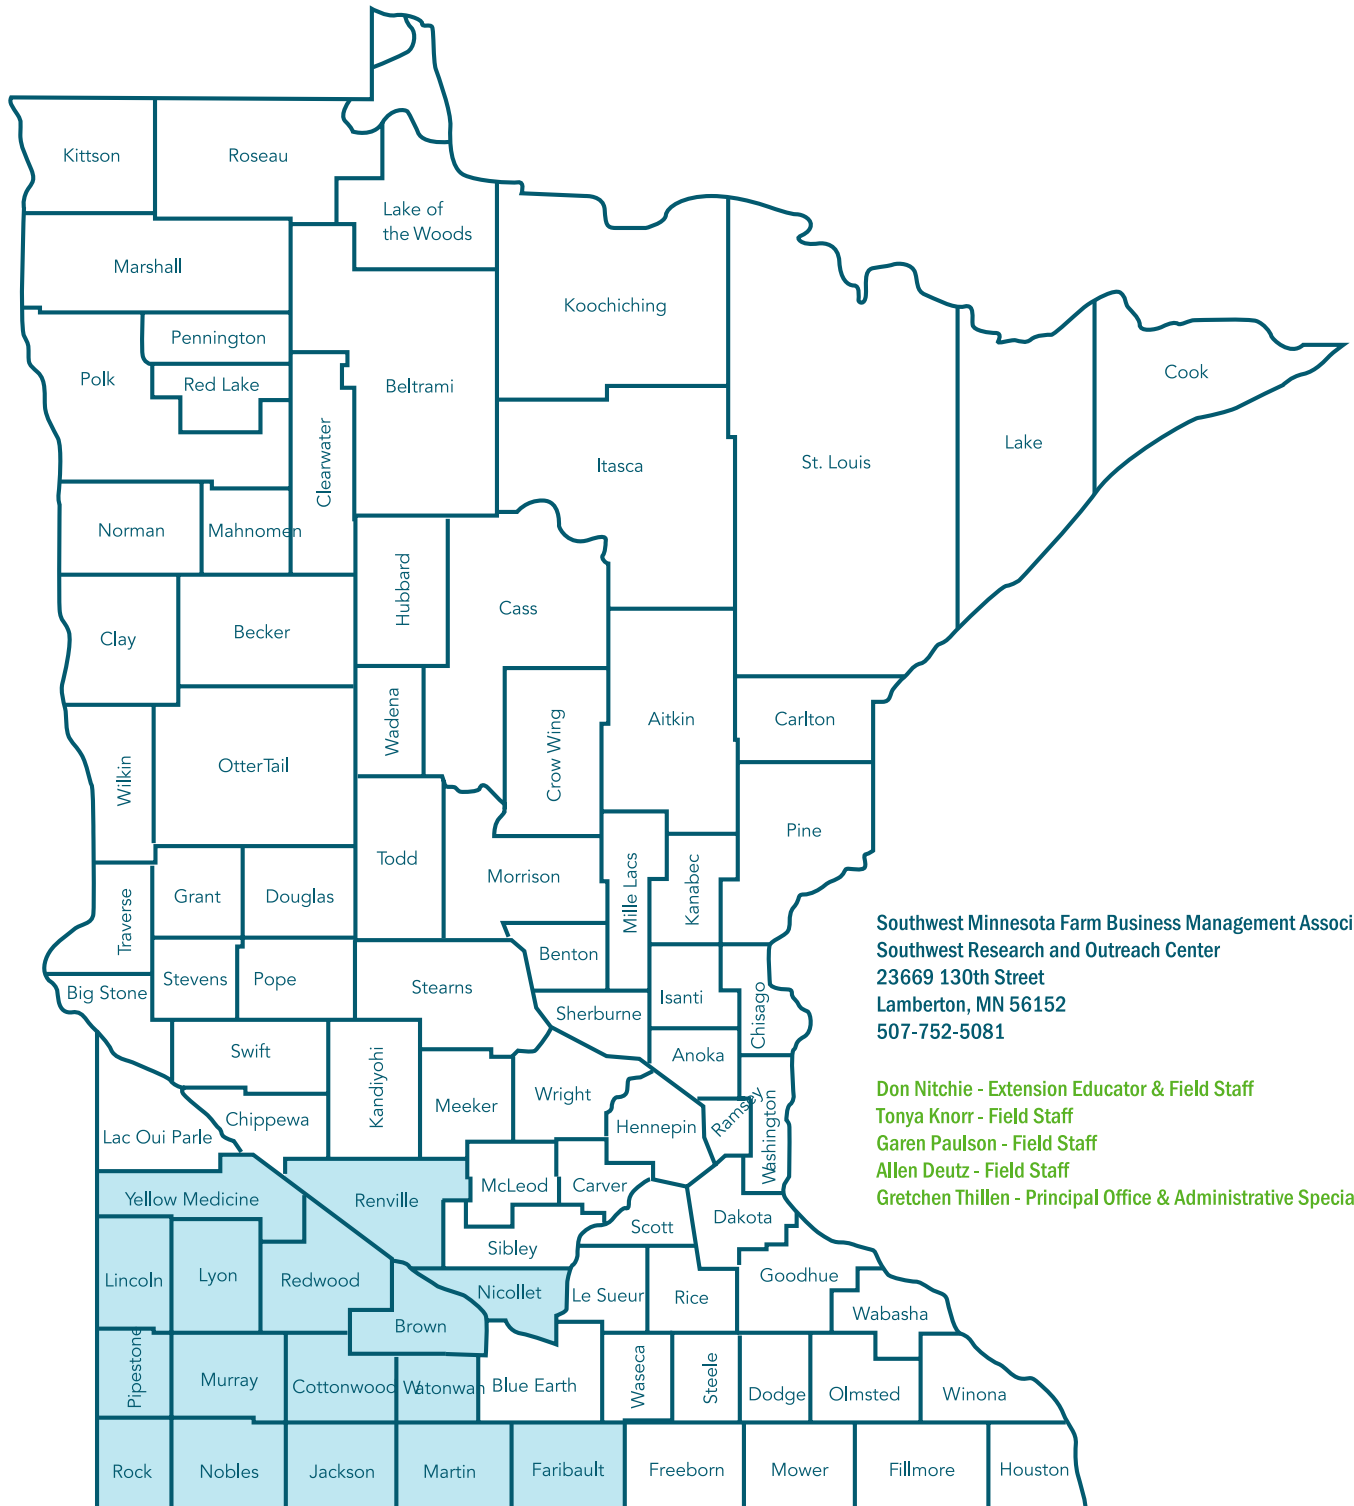 Kittson
Roseau
Lake of
the Woods
Marshall
Koochiching
Pennington
Polk
Red Lake
Beltrami
Cook
Clearwater
Lake
St. Louis
Itasca
Norman
Mahnomen
Hubbard
Cass
Clay
Becker
Wadena
Crow Wing
Aitkin
Carlton
Wilkin
OtterTail
Pine
Todd
Morrison
Mille Lacs
Kanabec
Grant
Douglas
Traverse
Benton
Stevens
Pope
Stearns
Big Stone
Isanti
Sherburne
Chisago
Swift
Kandiyohi
Anoka
Meeker
Wright
Chippewa
Hennepin
Ramsey
Washington
Lac Oui Parle
McLeod
Carver
Yellow Medicine
Renville
Scott
Dakota
Sibley
Lincoln
Lyon
Redwood
Nicollet
Le Sueur
Rice
Goodhue
Wabasha
Brown
Pipestone
Murray
Cottonwood
Watonwan
Blue Earth
Waseca
Steele
Dodge
Olmsted
Winona
Rock
Nobles
Jackson
Martin
Faribault
Freeborn
Mower
Fillmore
Houston
Southwest Minnesota Farm Business Management Associ
Southwest Research and Outreach Center
23669 130th Street
Lamberton, MN 56152
507-752-5081
Don Nitchie - Extension Educator & Field Staff
Tonya Knorr - Field Staff
Garen Paulson - Field Staff
Allen Deutz - Field Staff
Gretchen Thillen - Principal Office & Administrative Specia